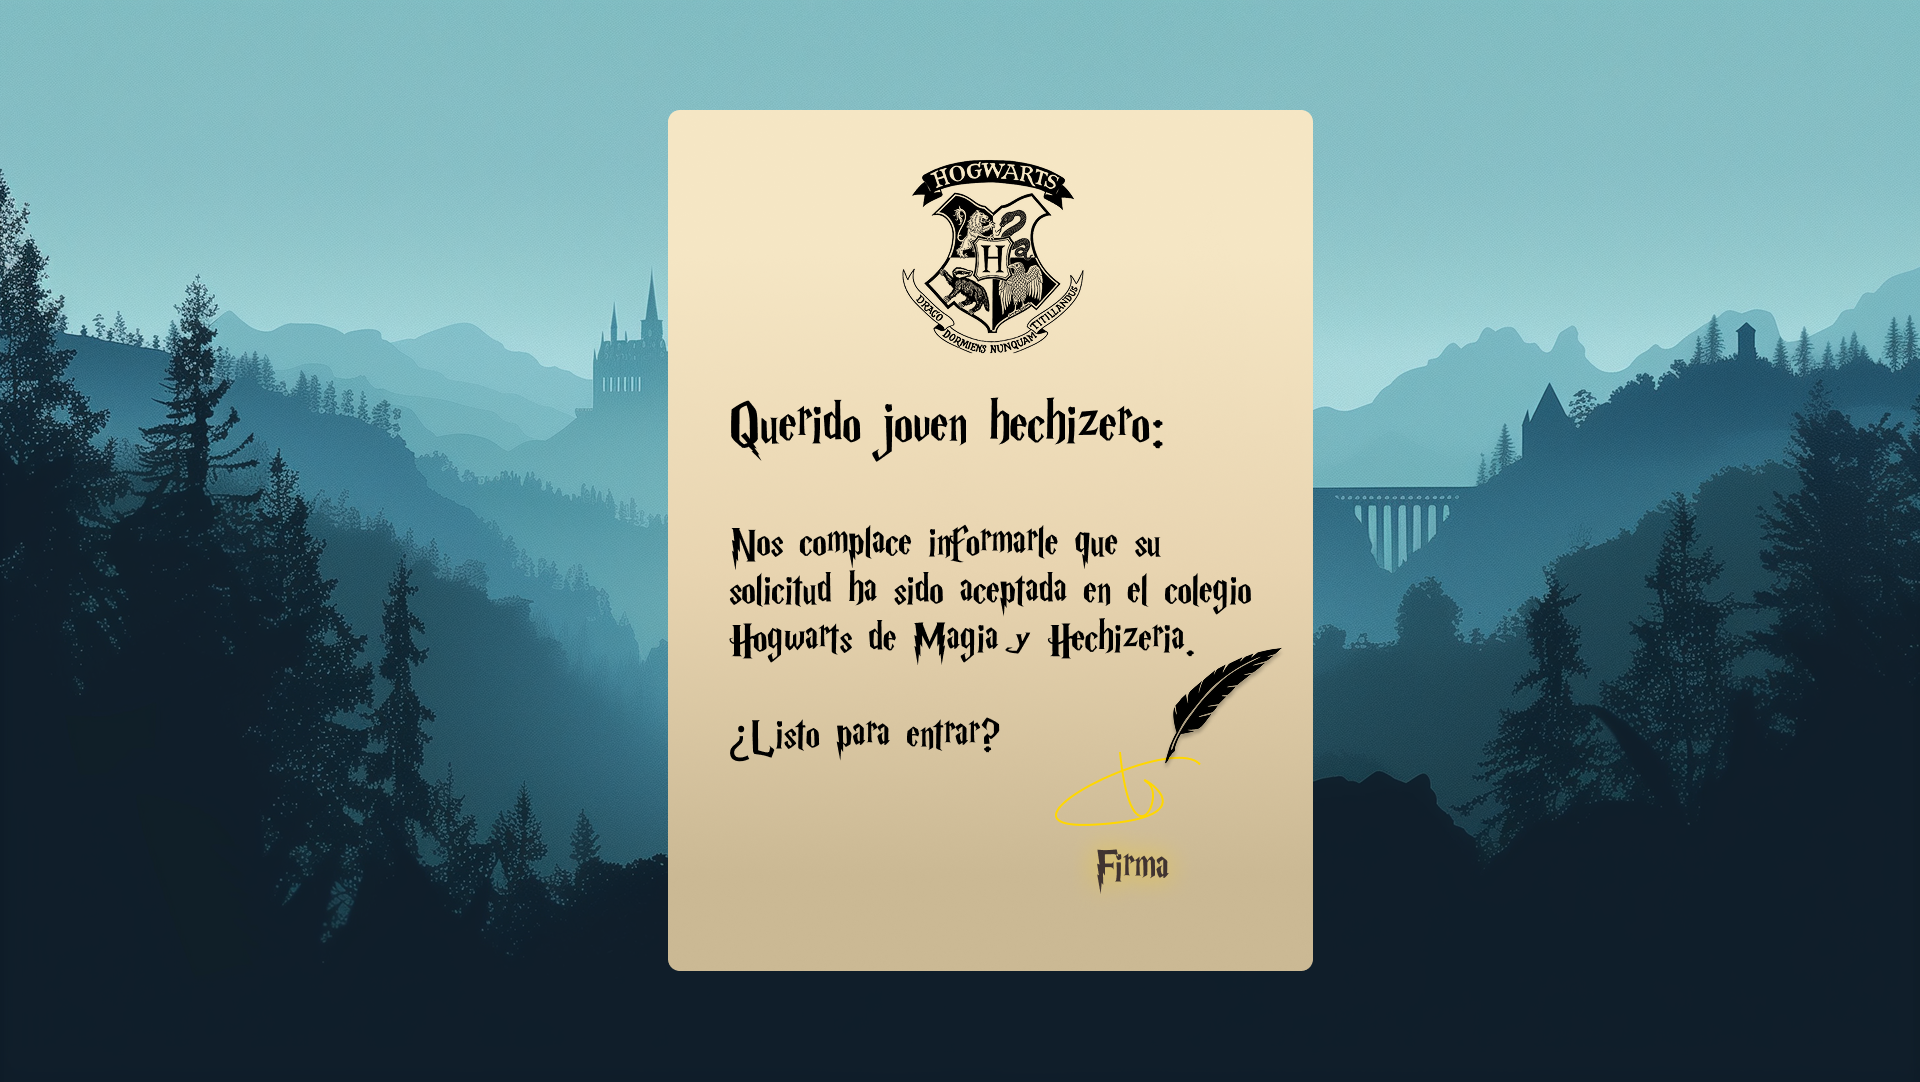 HOGWARTS
H
DRACO DORMIENS NUNQUAM TITILLANDUS
Querido joven hechizero:
Nos complace informarle que su
solicitud ha sido aceptada en el colegio
Hogwarts de Magia y Hechizeria.
¿Listo para entrar?
Firma